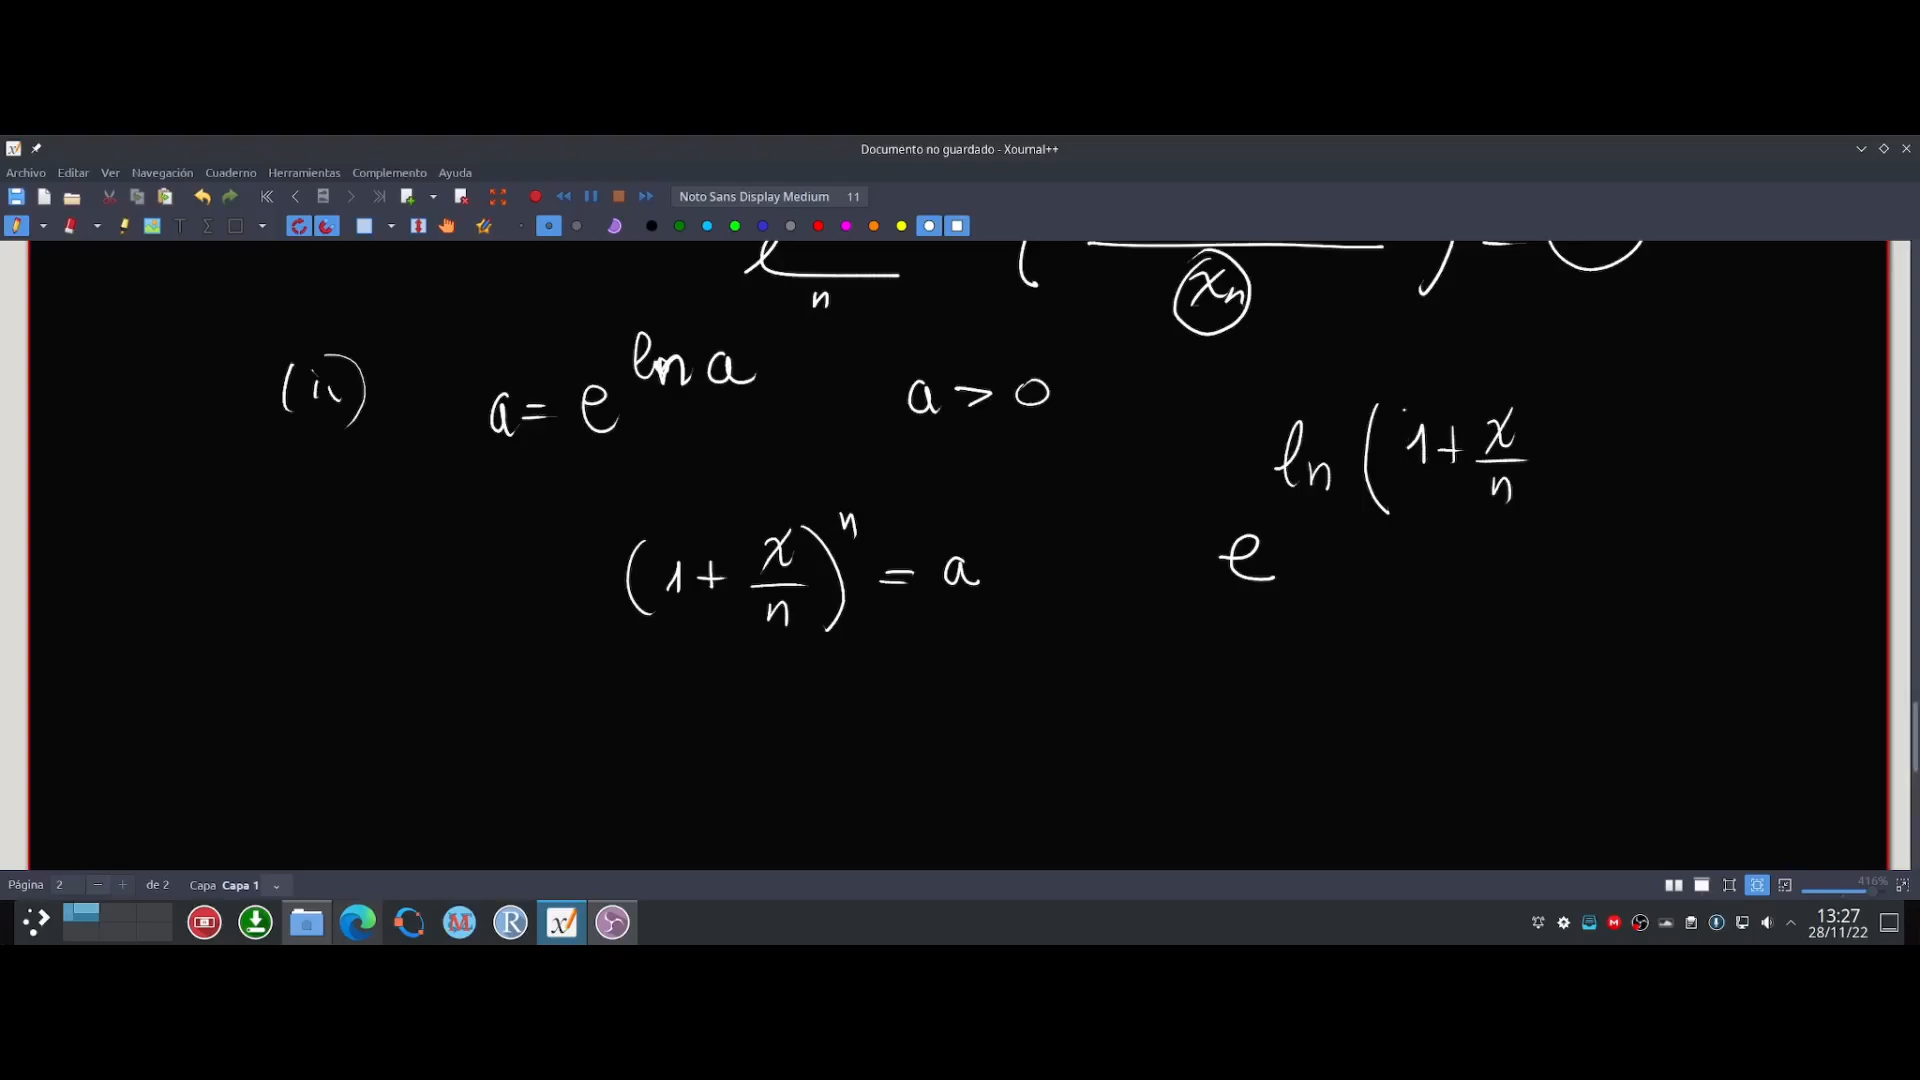 Documento no guardado - Xournal++
Archivo Editar Ver Navegación Cuaderno Herramientas Complemento Ayuda
Noto Sans Display Medium 11
n
xn
(ii) a = e^ln a a > 0
ln ( 1 + x/n
( 1 + x/n )^n = a e
Página 2 − + de 2 Capa Capa 1
416%
13:27
28/11/22